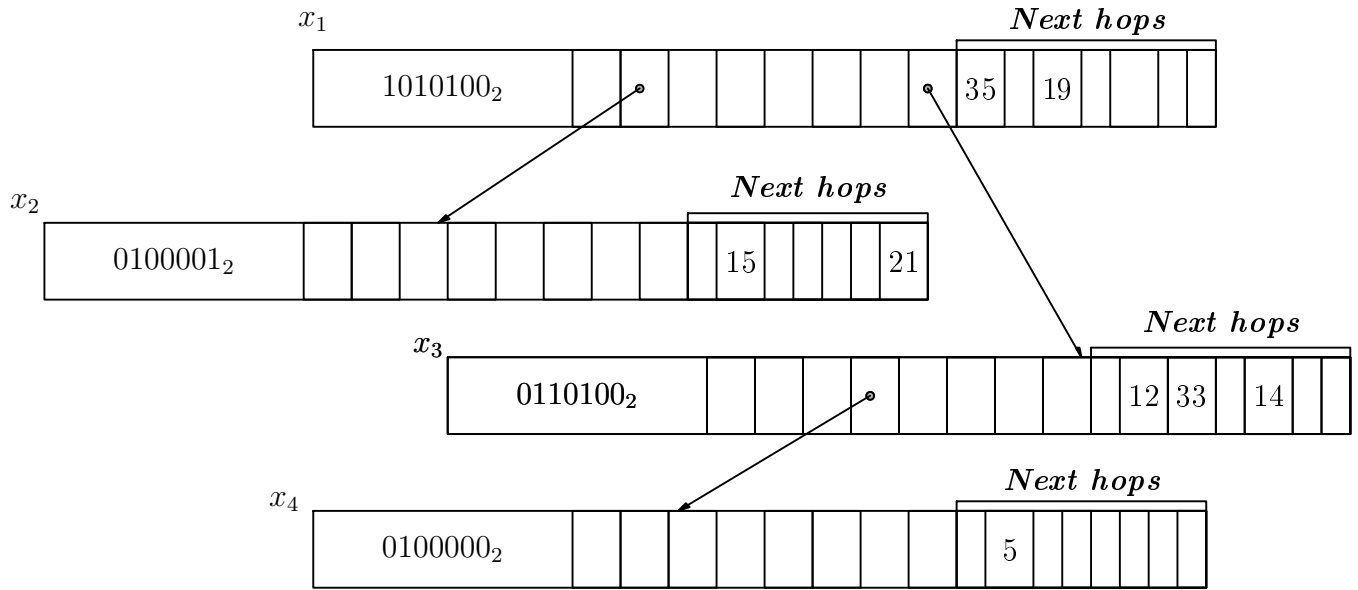 x₁
Next hops
1010100₂ 35 19
x₂
Next hops
0100001₂ 15 21
x₃
Next hops
0110100₂ 12 33 14
x₄
Next hops
0100000₂ 5